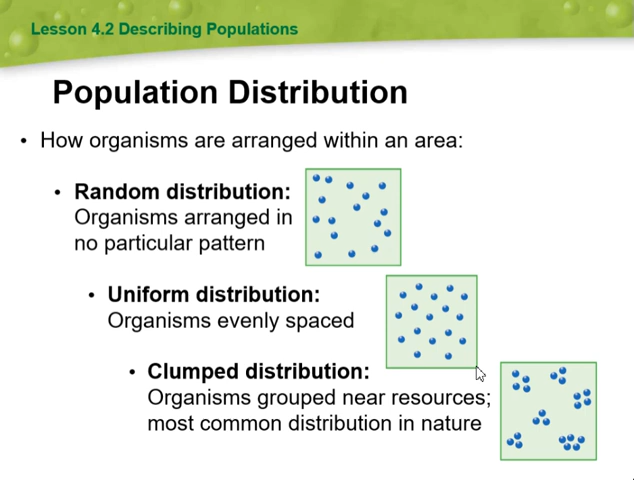 Lesson 4.2 Describing Populations
Population Distribution
• How organisms are arranged within an area:
• Random distribution:
Organisms arranged in
no particular pattern
• Uniform distribution:
Organisms evenly spaced
• Clumped distribution:
Organisms grouped near resources;
most common distribution in nature